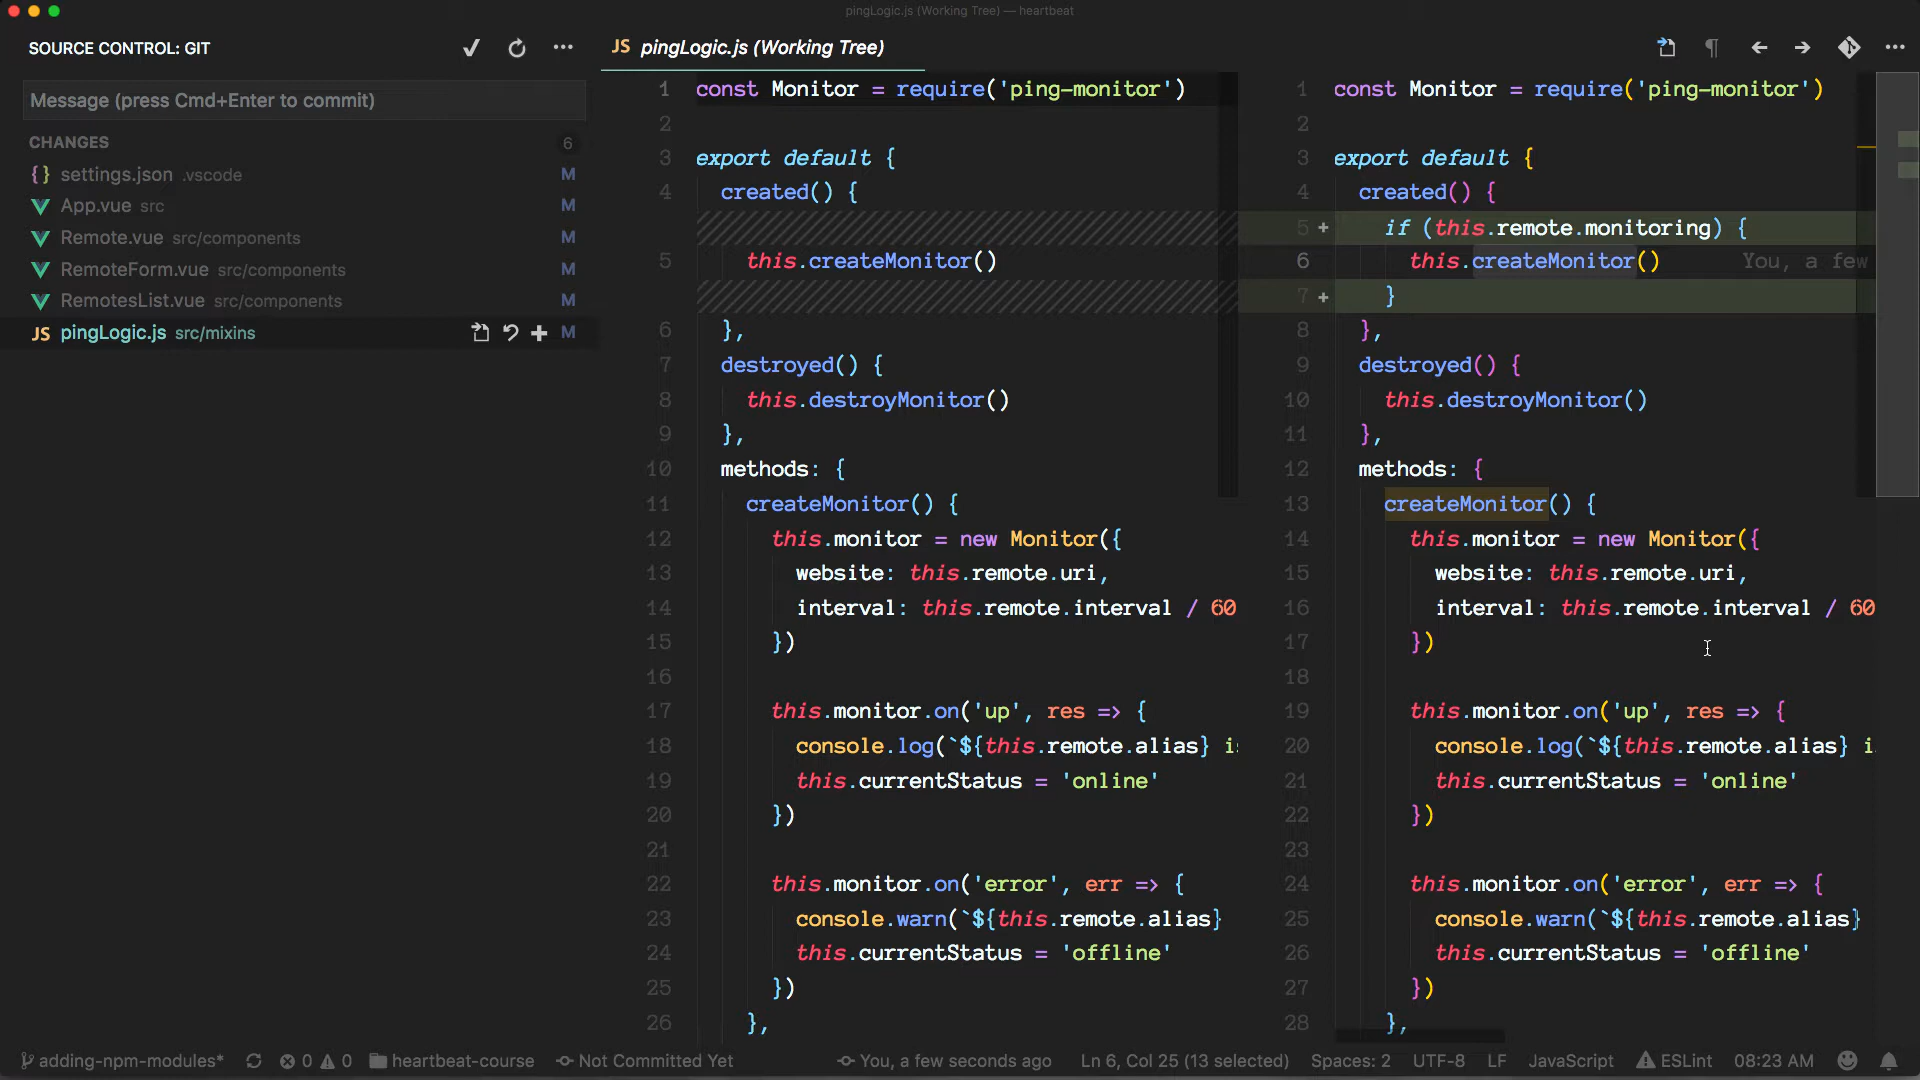 pingLogic.js (Working Tree) — heartbeat
SOURCE CONTROL: GIT
Message (press Cmd+Enter to commit)
CHANGES 6
{} settings.json .vscode M
App.vue src M
Remote.vue src/components M
RemoteForm.vue src/components M
RemotesList.vue src/components M
JS pingLogic.js src/mixins M
JS pingLogic.js (Working Tree)
1 const Monitor = require('ping-monitor')
2
3 export default {
4 created() {
5 this.createMonitor()
6 },
7 destroyed() {
8 this.destroyMonitor()
9 },
10 methods: {
11 createMonitor() {
12 this.monitor = new Monitor({
13 website: this.remote.uri,
14 interval: this.remote.interval / 60
15 })
16
17 this.monitor.on('up', res => {
18 console.log(`${this.remote.alias} i
19 this.currentStatus = 'online'
20 })
21
22 this.monitor.on('error', err => {
23 console.warn(`${this.remote.alias}
24 this.currentStatus = 'offline'
25 })
26 },
1 const Monitor = require('ping-monitor')
2
3 export default {
4 created() {
5 + if (this.remote.monitoring) {
6 this.createMonitor() You, a few
7 + }
8 },
9 destroyed() {
10 this.destroyMonitor()
11 },
12 methods: {
13 createMonitor() {
14 this.monitor = new Monitor({
15 website: this.remote.uri,
16 interval: this.remote.interval / 60
17 })
18
19 this.monitor.on('up', res => {
20 console.log(`${this.remote.alias} i
21 this.currentStatus = 'online'
22 })
23
24 this.monitor.on('error', err => {
25 console.warn(`${this.remote.alias}
26 this.currentStatus = 'offline'
27 })
28 },
adding-npm-modules* 0 0 heartbeat-course Not Committed Yet You, a few seconds ago Ln 6, Col 25 (13 selected) Spaces: 2 UTF-8 LF JavaScript ESLint 08:23 AM